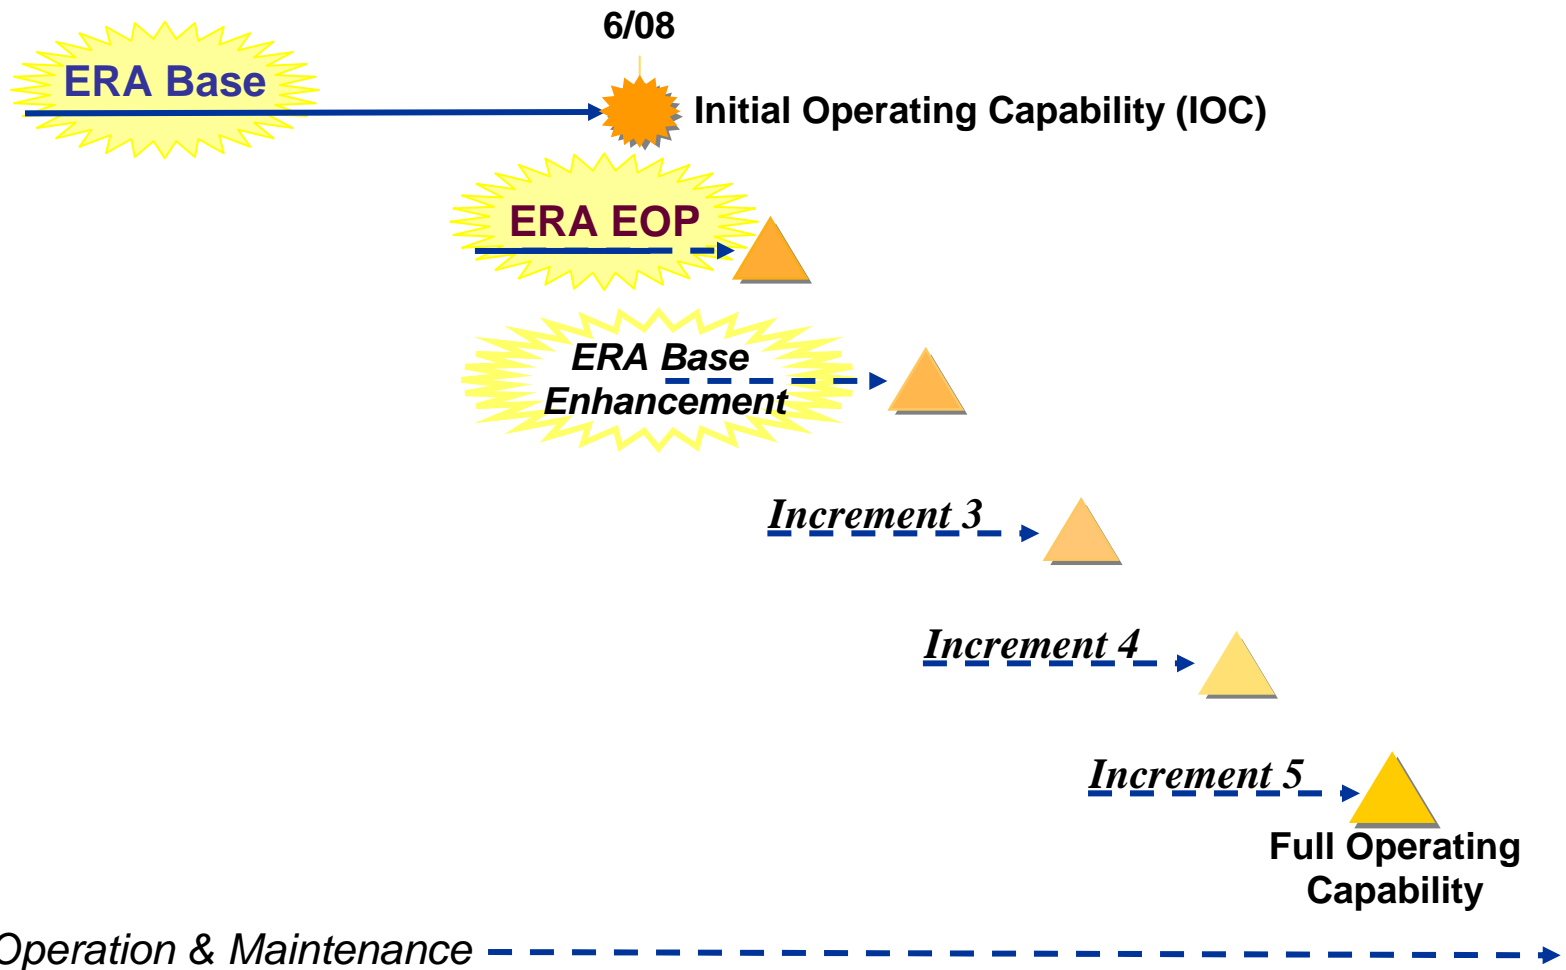 6/08
ERA Base
Initial Operating Capability (IOC)
ERA EOP
ERA Base
Enhancement
Increment 3
Increment 4
Increment 5
Full Operating
Capability
Operation & Maintenance